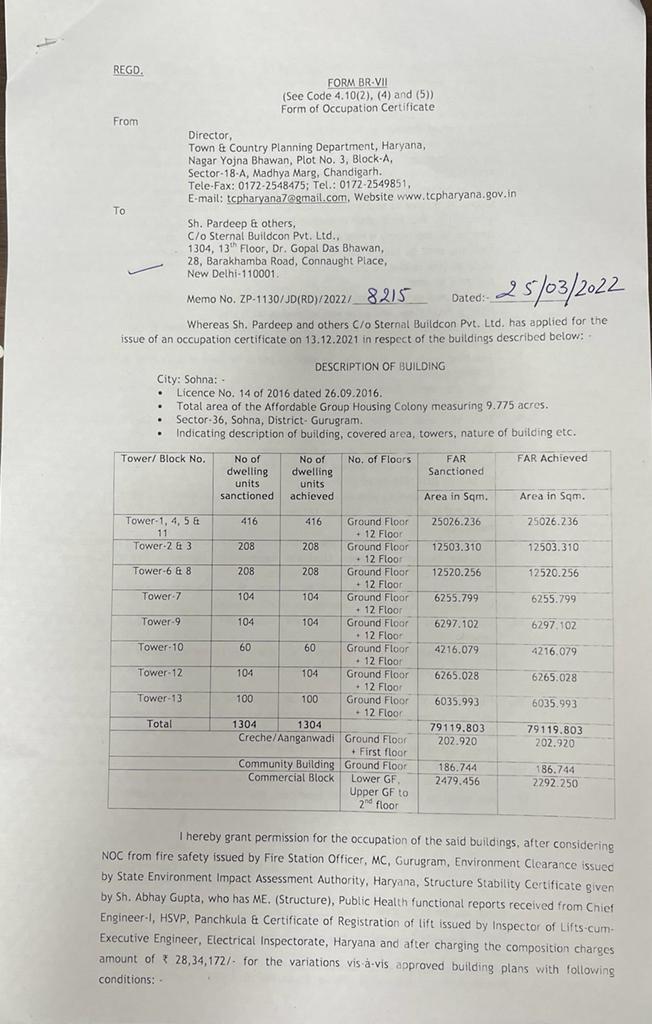 REGD.
FORM BR-VII
(See Code 4.10(2), (4) and (5))
Form of Occupation Certificate
From
Director,
Town & Country Planning Department, Haryana,
Nagar Yojna Bhawan, Plot No. 3, Block-A,
Sector-18-A, Madhya Marg, Chandigarh.
Tele-Fax: 0172-2548475; Tel.: 0172-2549851,
E-mail: tcpharyana7@gmail.com, Website www.tcpharyana.gov.in
To
Sh. Pardeep & others,
C/o Sternal Buildcon Pvt. Ltd.,
1304, 13th Floor, Dr. Gopal Das Bhawan,
28, Barakhamba Road, Connaught Place,
New Delhi-110001.
Memo No. ZP-1130/JD(RD)/2022/ 8215 Dated:- 25/03/2022
Whereas Sh. Pardeep and others C/o Sternal Buildcon Pvt. Ltd. has applied for the
issue of an occupation certificate on 13.12.2021 in respect of the buildings described below: -
DESCRIPTION OF BUILDING
City: Sohna: -
• Licence No. 14 of 2016 dated 26.09.2016.
• Total area of the Affordable Group Housing Colony measuring 9.775 acres.
• Sector-36, Sohna, District- Gurugram.
• Indicating description of building, covered area, towers, nature of building etc.
Tower/ Block No. No of No of No. of Floors FAR FAR Achieved
dwelling dwelling Sanctioned
units units
sanctioned achieved Area in Sqm. Area in Sqm.
Tower-1, 4, 5 & 416 416 Ground Floor 25026.236 25026.236
11 + 12 Floor
Tower-2 & 3 208 208 Ground Floor 12503.310 12503.310
+ 12 Floor
Tower-6 & 8 208 208 Ground Floor 12520.256 12520.256
+ 12 Floor
Tower-7 104 104 Ground Floor 6255.799 6255.799
+ 12 Floor
Tower-9 104 104 Ground Floor 6297.102 6297.102
+ 12 Floor
Tower-10 60 60 Ground Floor 4216.079 4216.079
+ 12 Floor
Tower-12 104 104 Ground Floor 6265.028 6265.028
+ 12 Floor
Tower-13 100 100 Ground Floor 6035.993 6035.993
+ 12 Floor
Total 1304 1304 79119.803 79119.803
Creche/Aanganwadi Ground Floor 202.920 202.920
+ First floor
Community Building Ground Floor 186.744 186.744
Commercial Block Lower GF, 2479.456 2292.250
Upper GF to
2nd floor
I hereby grant permission for the occupation of the said buildings, after considering
NOC from fire safety issued by Fire Station Officer, MC, Gurugram, Environment Clearance issued
by State Environment Impact Assessment Authority, Haryana, Structure Stability Certificate given
by Sh. Abhay Gupta, who has ME. (Structure), Public Health functional reports received from Chief
Engineer-I, HSVP, Panchkula & Certificate of Registration of lift issued by Inspector of Lifts-cum-
Executive Engineer, Electrical Inspectorate, Haryana and after charging the composition charges
amount of ₹ 28,34,172/- for the variations vis-à-vis approved building plans with following
conditions: -